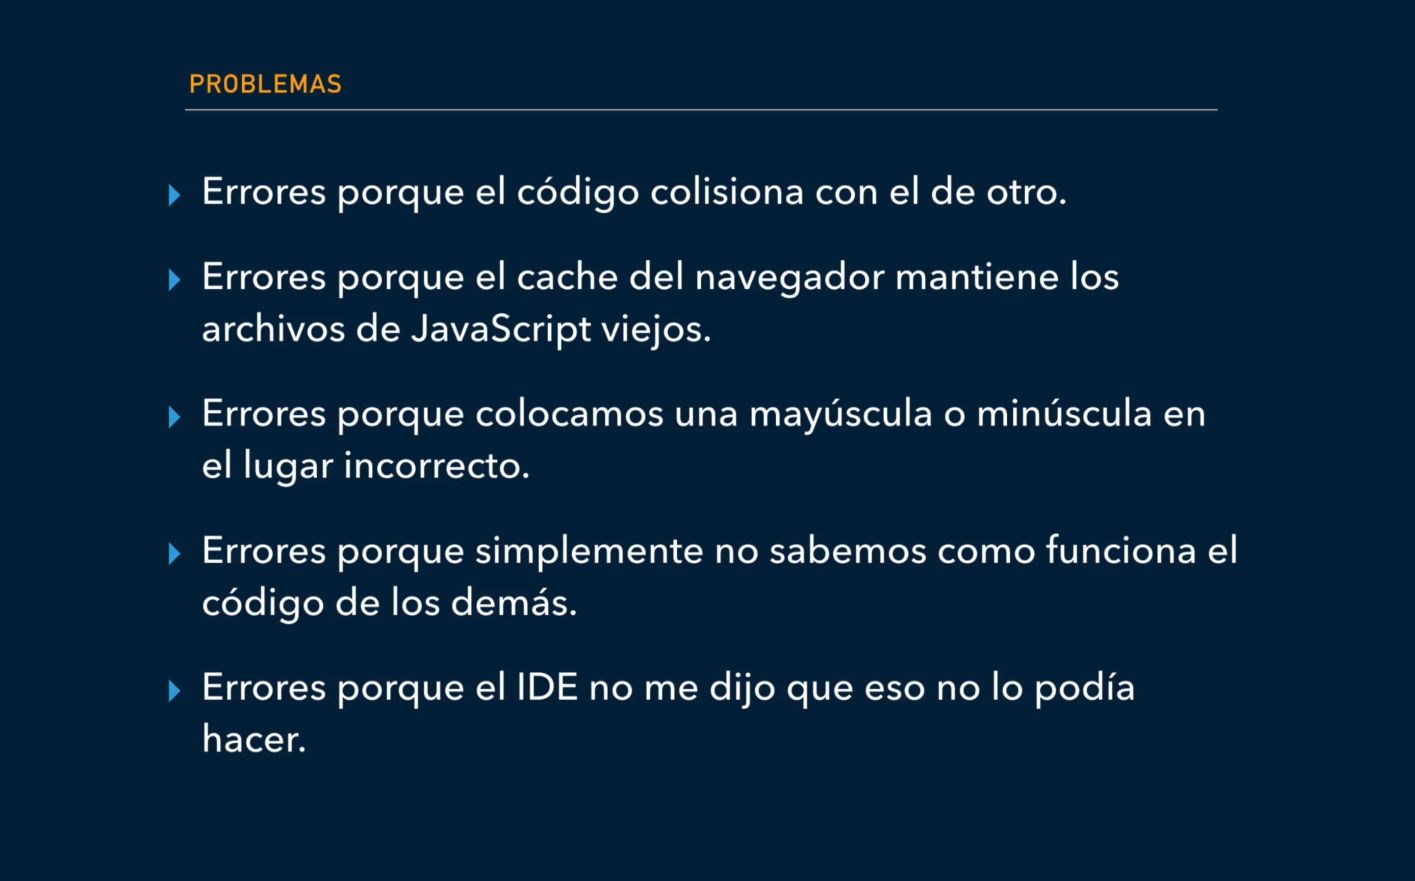 PROBLEMAS
Errores porque el código colisiona con el de otro.
Errores porque el cache del navegador mantiene los
archivos de JavaScript viejos.
Errores porque colocamos una mayúscula o minúscula en
el lugar incorrecto.
Errores porque simplemente no sabemos como funciona el
código de los demás.
Errores porque el IDE no me dijo que eso no lo podía
hacer.